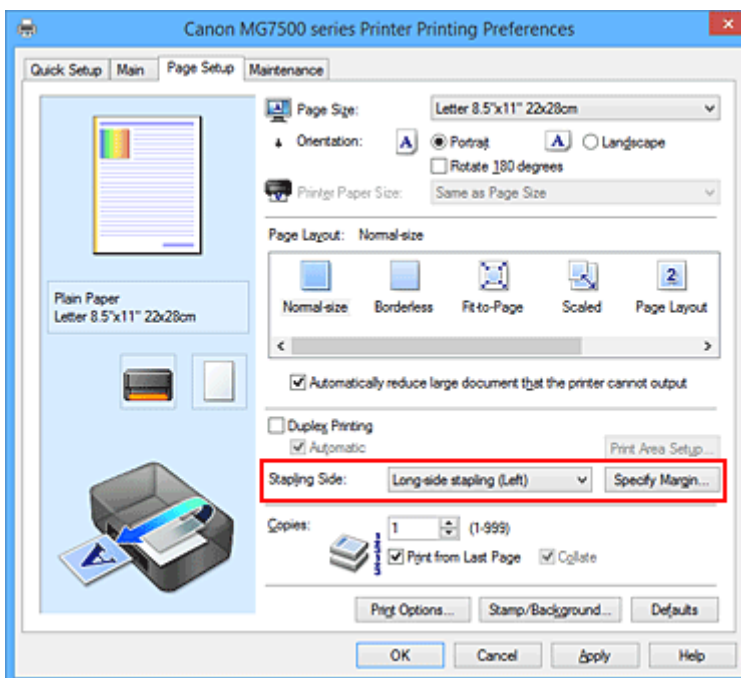 Canon MG7500 series Printer Printing Preferences
Quick Setup Main Page Setup Maintenance
Page Size: Letter 8.5"x11" 22x28cm
Orientation: A Portrait A Landscape
Rotate 180 degrees
Printer Paper Size: Same as Page Size
Page Layout: Normal-size
2
Normal-size Borderless Fit-to-Page Scaled Page Layout
Plain Paper
Letter 8.5"x11" 22x28cm
Automatically reduce large document that the printer cannot output
Duplex Printing
Automatic Print Area Setup...
Stapling Side: Long-side stapling (Left) Specify Margin...
Copies: 1 (1-999)
Print from Last Page Collate
A
Print Options... Stamp/Background... Defaults
OK Cancel Apply Help